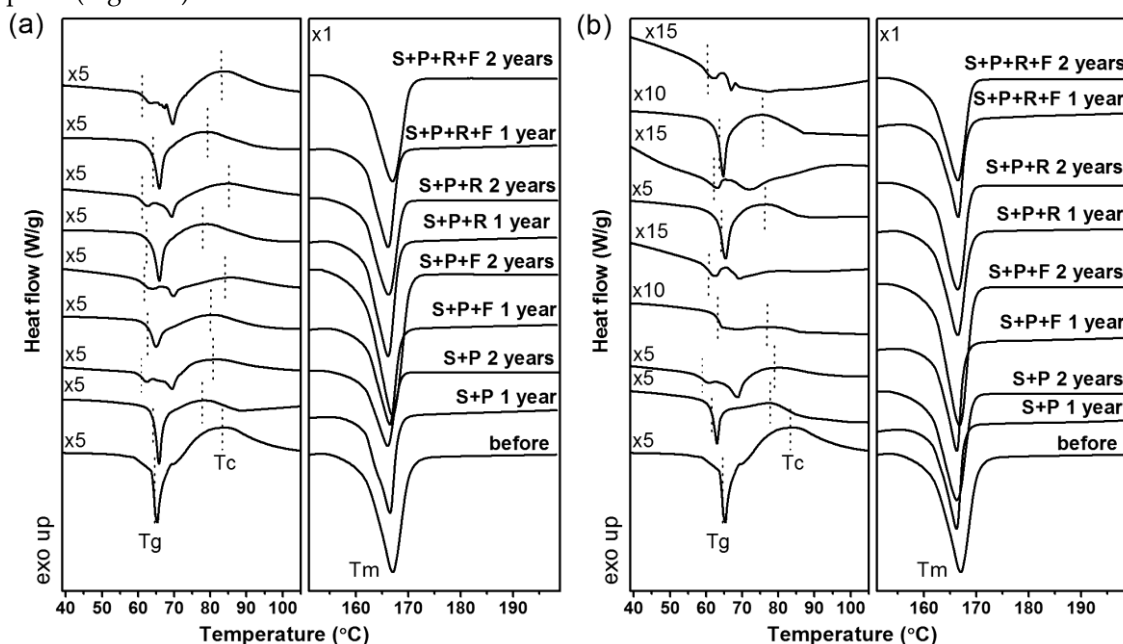 (a)
x5
x5
x5
x5
x5
x5
x5
x5
x5
Tg
Tc
Heat flow (W/g)
exo up
x1
S+P+R+F 2 years
S+P+R+F 1 year
S+P+R 2 years
S+P+R 1 year
S+P+F 2 years
S+P+F 1 year
S+P 2 years
S+P 1 year
before
Tm
40 50 60 70 80 90 100 160 170 180 190
Temperature (°C)
(b)
x15
x10
x15
x5
x15
x10
x5
x5
x5
Tg
Tc
Heat flow (W/g)
exo up
x1
S+P+R+F 2 years
S+P+R+F 1 year
S+P+R 2 years
S+P+R 1 year
S+P+F 2 years
S+P+F 1 year
S+P 2 years
S+P 1 year
before
Tm
40 50 60 70 80 90 100 160 170 180 190
Temperature (°C)